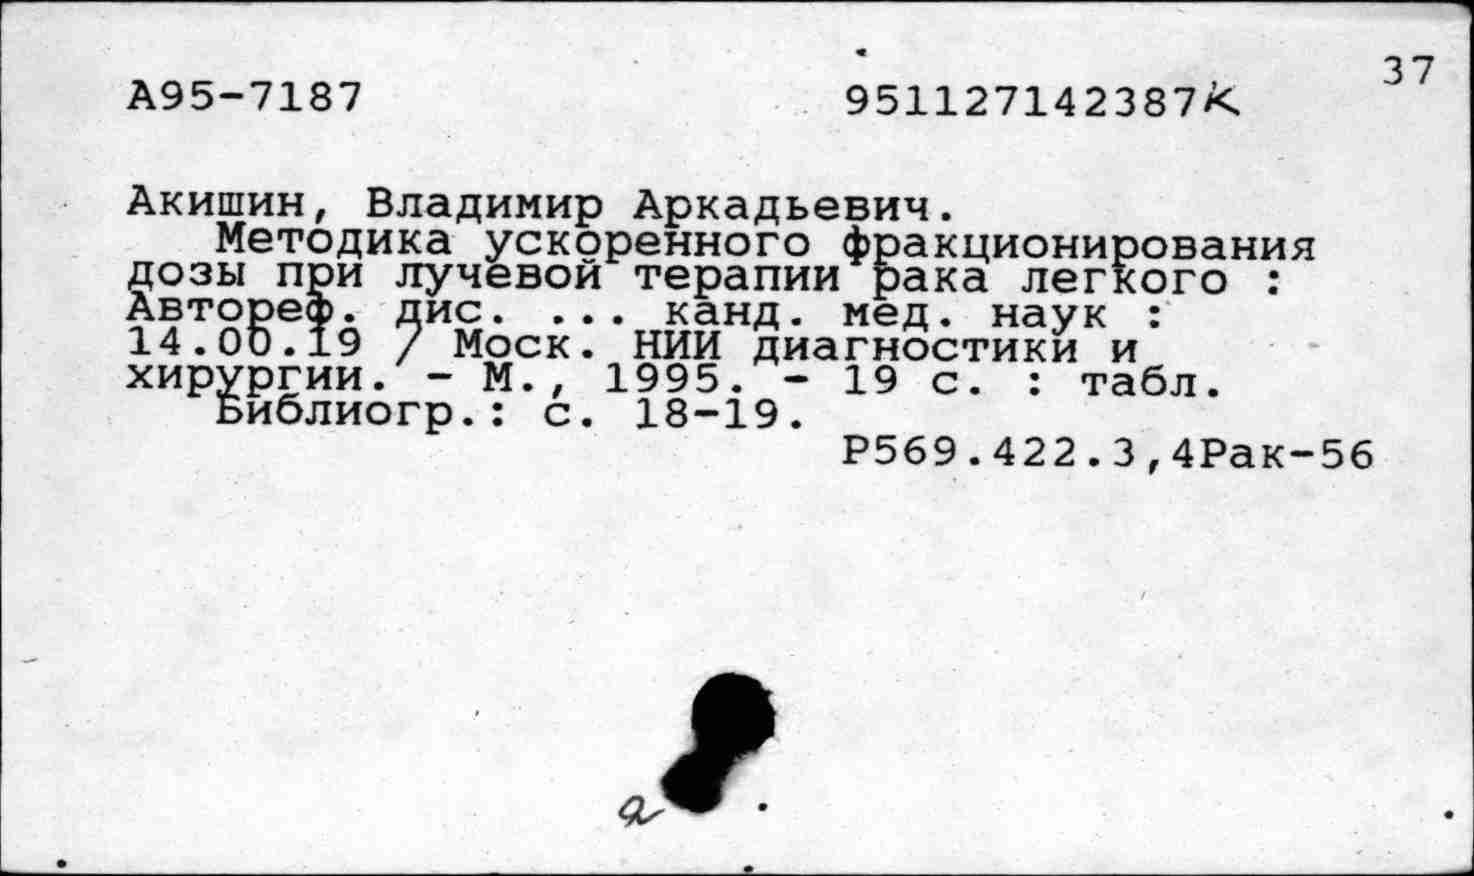 37
А95-7187 951127142387K
Акишин, Владимир Аркадьевич.
Методика ускоренного фракционирования
дозы при лучевой терапии рака легкого :
Автореф. дис. ... канд. мед. наук :
14.00.19 / Моск. НИИ диагностики и
хирургии. - М., 1995. - 19 с. : табл.
Библиогр.: с. 18-19.
Р569.422.3,4Рак-56